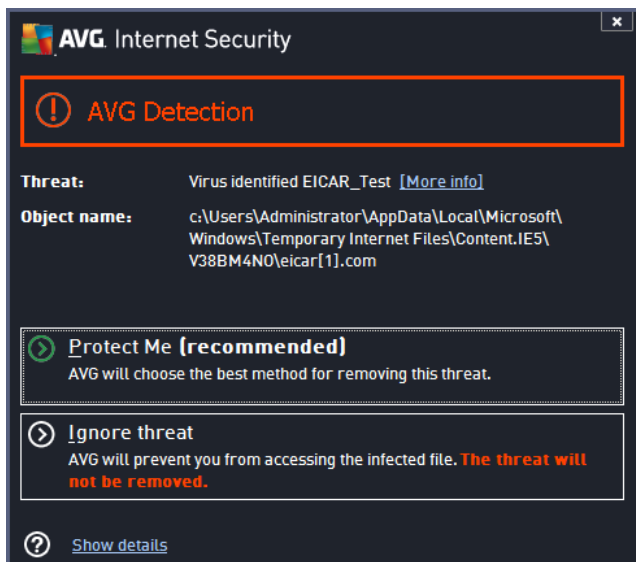 AVG. Internet Security
x
AVG Detection
Threat: Virus identified EICAR_Test [More info]
Object name: c:\Users\Administrator\AppData\Local\Microsoft\
Windows\Temporary Internet Files\Content.IE5\
V38BM4N0\eicar[1].com
Protect Me (recommended)
AVG will choose the best method for removing this threat.
Ignore threat
AVG will prevent you from accessing the infected file. The threat will
not be removed.
Show details